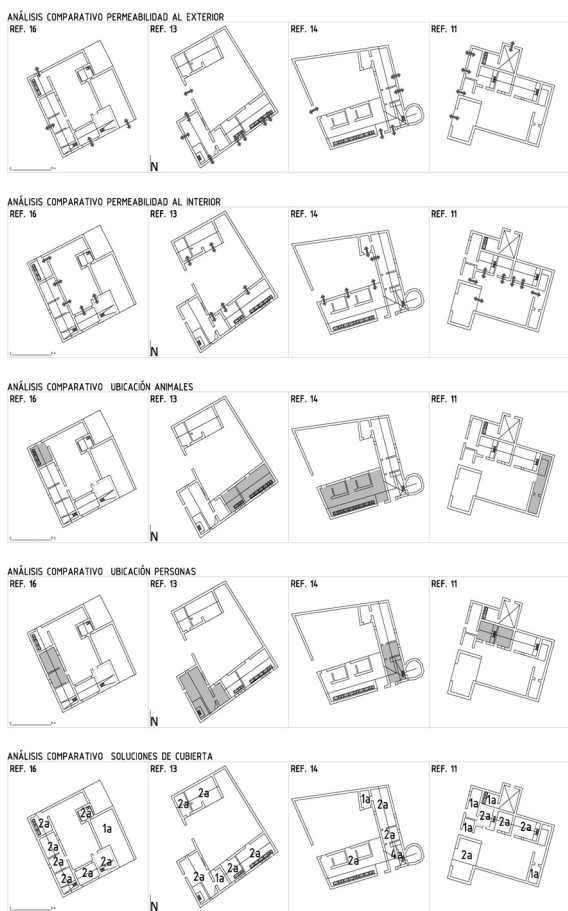 ANÁLISIS COMPARATIVO PERMEABILIDAD AL EXTERIOR
REF. 16 REF. 13 REF. 14 REF. 11
N
ANÁLISIS COMPARATIVO PERMEABILIDAD AL INTERIOR
REF. 16 REF. 13 REF. 14 REF. 11
N
ANÁLISIS COMPARATIVO UBICACIÓN ANIMALES
REF. 16 REF. 13 REF. 14 REF. 11
N
ANÁLISIS COMPARATIVO UBICACIÓN PERSONAS
REF. 16 REF. 13 REF. 14 REF. 11
N
ANÁLISIS COMPARATIVO SOLUCIONES DE CUBIERTA
REF. 16 REF. 13 REF. 14 REF. 11
2a 2a 1a 2a 2a 2a 2a 2a
2a 2a 2a 1a 2a 2a
1a 2a 2a 2a 4a
1a 1a 2a 2a 2a 1a 2a 1a
N